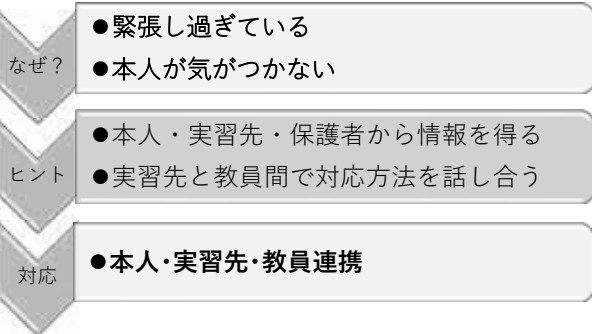 なぜ？
●緊張し過ぎている
●本人が気がつかない
ヒント
●本人・実習先・保護者から情報を得る
●実習先と教員間で対応方法を話し合う
対応
●本人･実習先･教員連携